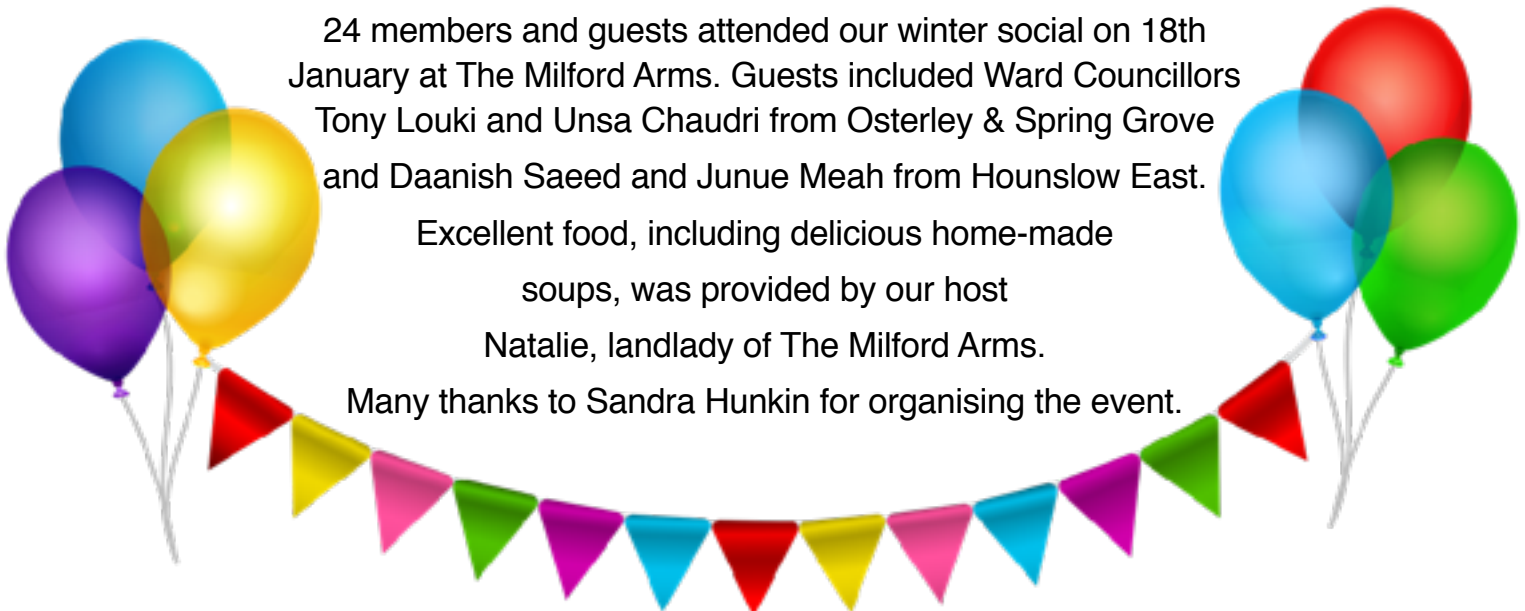 24 members and guests attended our winter social on 18th
January at The Milford Arms. Guests included Ward Councillors
Tony Louki and Unsa Chaudri from Osterley & Spring Grove
and Daanish Saeed and Junue Meah from Hounslow East.
Excellent food, including delicious home-made
soups, was provided by our host
Natalie, landlady of The Milford Arms.
Many thanks to Sandra Hunkin for organising the event.